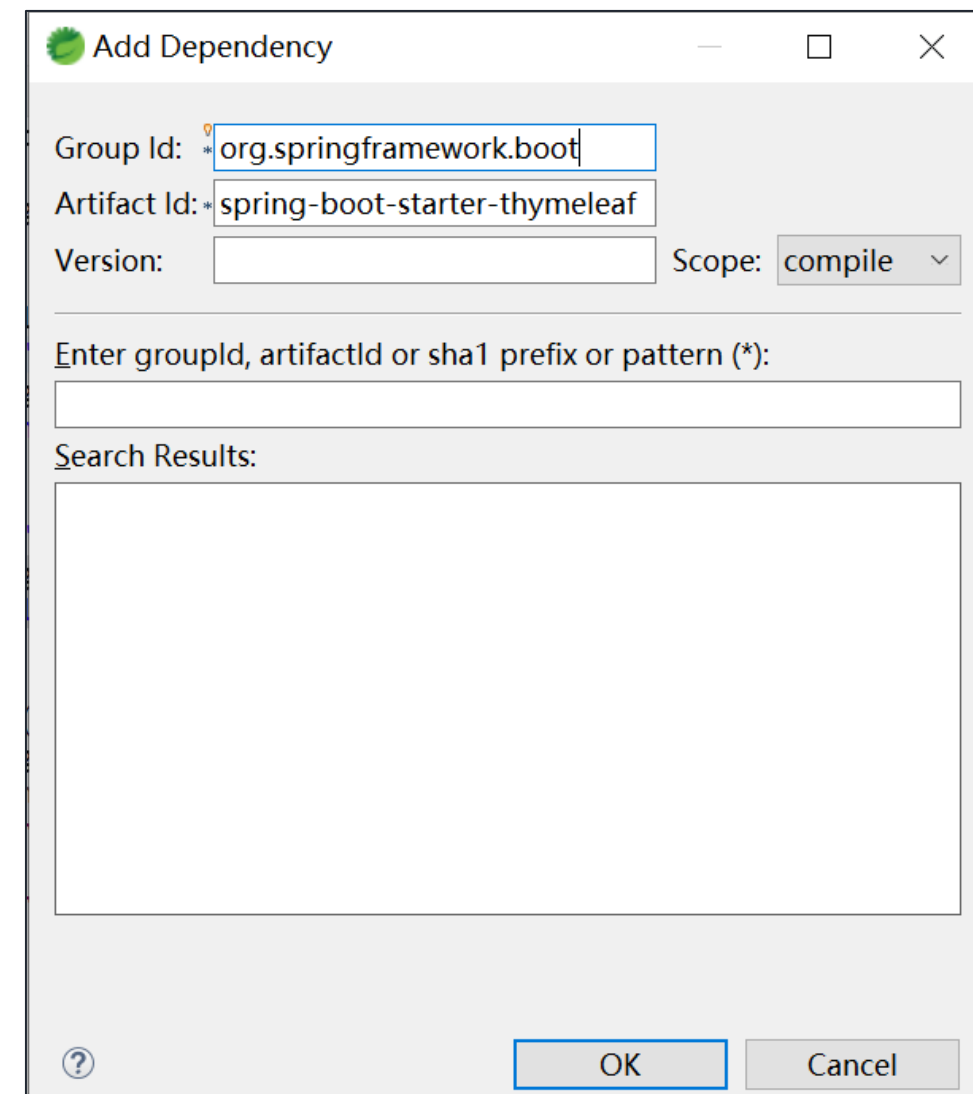 Add Dependency
Group Id: * org.springframework.boot
Artifact Id: * spring-boot-starter-thymeleaf
Version: Scope: compile
Enter groupId, artifactId or sha1 prefix or pattern (*):
Search Results:
OK Cancel